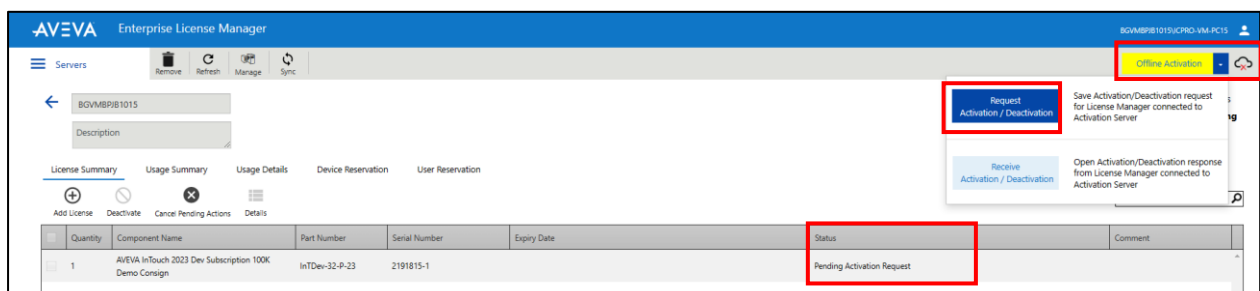 AVEVA Enterprise License Manager
BGVMBPJB1015\JCPRO-VM-PC15
Servers
Remove Refresh Manage Sync
Offline Activation
BGVMBPJB1015
Description
Request
Activation / Deactivation
Save Activation/Deactivation request
for License Manager connected to
Activation Server
Receive
Activation / Deactivation
Open Activation/Deactivation response
from License Manager connected to
Activation Server
License Summary Usage Summary Usage Details Device Reservation User Reservation
Add License Deactivate Cancel Pending Actions Details
Quantity Component Name Part Number Serial Number Expiry Date Status Comment
1 AVEVA InTouch 2023 Dev Subscription 100K
Demo Consign
InTDev-32-P-23 2191815-1 Pending Activation Request